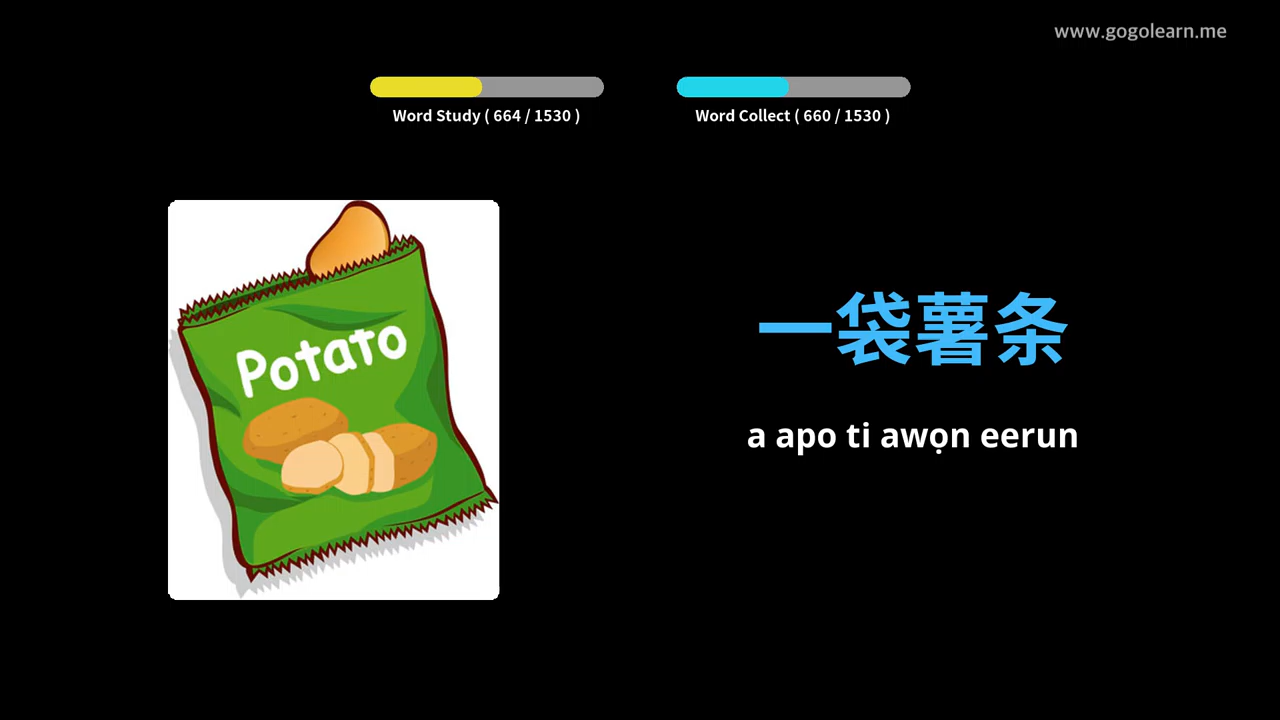 www.gogolearn.me
Word Study ( 664 / 1530 )
Word Collect ( 660 / 1530 )
Potato
一袋薯条
a apo ti awọn eerun